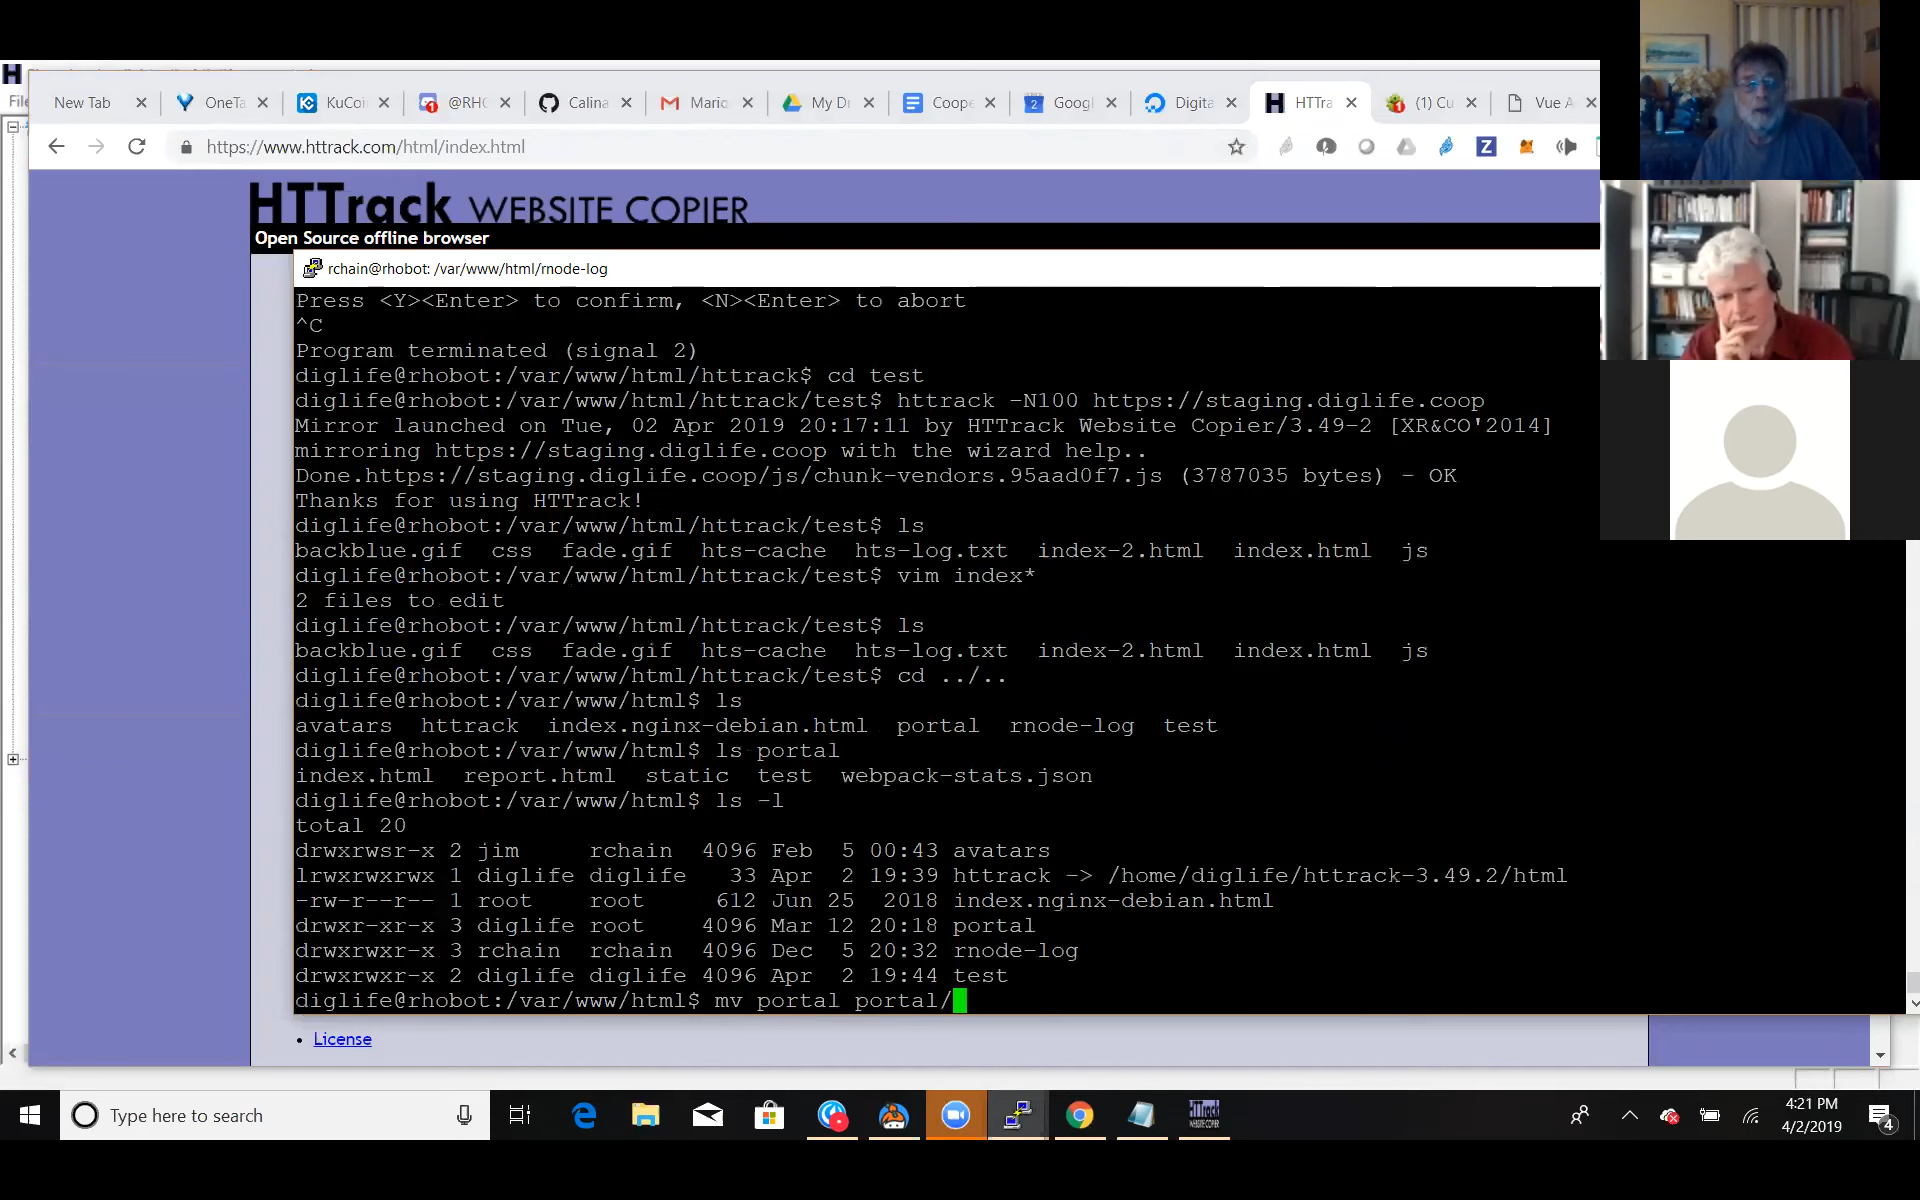 File
New Tab
OneTa
KuCoi
@RHC
Calina
Mario
My Dr
Coope
2 Googl
Digita
HTTra
(1) Cu
Vue A
https://www.httrack.com/html/index.html
Z
HTTrack WEBSITE COPIER
Open Source offline browser
rchain@rhobot: /var/www/html/rnode-log
Press <Y><Enter> to confirm, <N><Enter> to abort
^C
Program terminated (signal 2)
diglife@rhobot:/var/www/html/httrack$ cd test
diglife@rhobot:/var/www/html/httrack/test$ httrack -N100 https://staging.diglife.coop
Mirror launched on Tue, 02 Apr 2019 20:17:11 by HTTrack Website Copier/3.49-2 [XR&CO'2014]
mirroring https://staging.diglife.coop with the wizard help..
Done.https://staging.diglife.coop/js/chunk-vendors.95aad0f7.js (3787035 bytes) - OK
Thanks for using HTTrack!
diglife@rhobot:/var/www/html/httrack/test$ ls
backblue.gif css fade.gif hts-cache hts-log.txt index-2.html index.html js
diglife@rhobot:/var/www/html/httrack/test$ vim index*
2 files to edit
diglife@rhobot:/var/www/html/httrack/test$ ls
backblue.gif css fade.gif hts-cache hts-log.txt index-2.html index.html js
diglife@rhobot:/var/www/html/httrack/test$ cd ../..
diglife@rhobot:/var/www/html$ ls
avatars httrack index.nginx-debian.html portal rnode-log test
diglife@rhobot:/var/www/html$ ls portal
index.html report.html static test webpack-stats.json
diglife@rhobot:/var/www/html$ ls -l
total 20
drwxrwsr-x 2 jim rchain 4096 Feb 5 00:43 avatars
lrwxrwxrwx 1 diglife diglife 33 Apr 2 19:39 httrack -> /home/diglife/httrack-3.49.2/html
-rw-r--r-- 1 root root 612 Jun 25 2018 index.nginx-debian.html
drwxr-xr-x 3 diglife root 4096 Mar 12 20:18 portal
drwxrwxr-x 3 rchain rchain 4096 Dec 5 20:32 rnode-log
drwxrwxr-x 2 diglife diglife 4096 Apr 2 19:44 test
diglife@rhobot:/var/www/html$ mv portal portal/
License
Type here to search
HTTrack
WEBSITE
COPIER
4:21 PM
4/2/2019
4